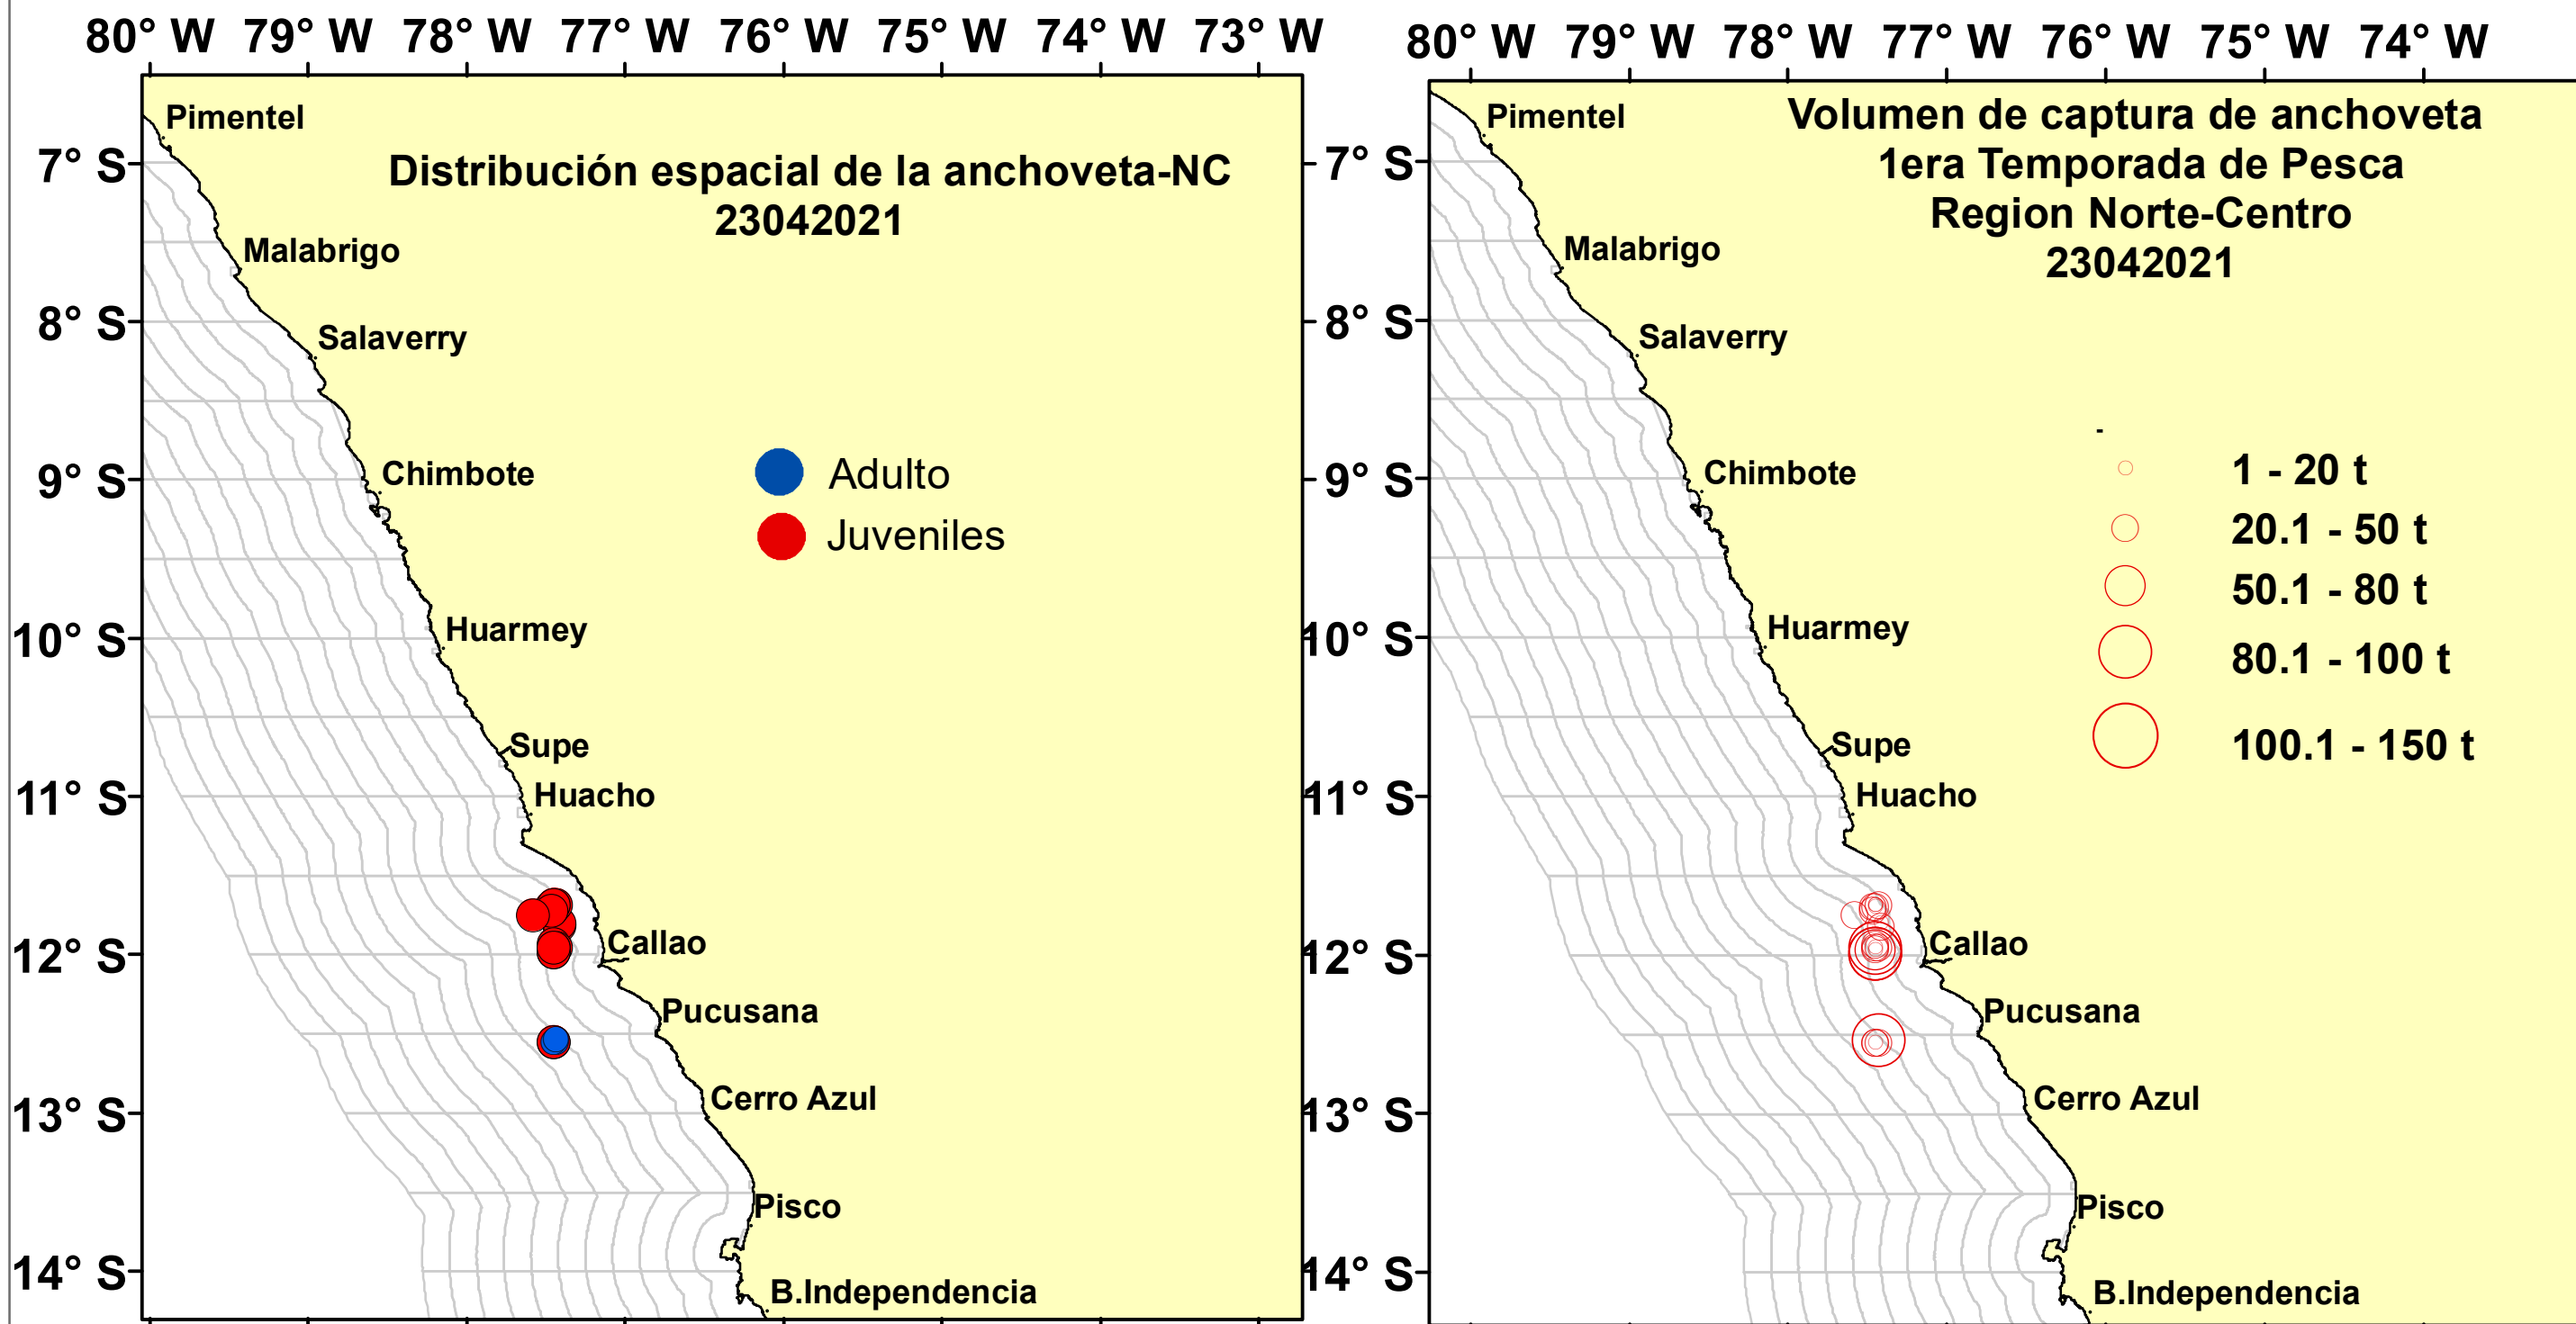 80° W 79° W 78° W 77° W 76° W 75° W 74° W 73° W
Pimentel
7° S
Distribución espacial de la anchoveta-NC
23042021
Malabrigo
8° S
Salaverry
9° S
Chimbote
Adulto
Juveniles
10° S
Huarmey
Supe
11° S
Huacho
12° S
Callao
Pucusana
13° S
Cerro Azul
Pisco
14° S
B.Independencia
80° W 79° W 78° W 77° W 76° W 75° W 74° W
Pimentel
Volumen de captura de anchoveta
7° S
1era Temporada de Pesca
Region Norte-Centro
Malabrigo
23042021
8° S
Salaverry
-
9° S
Chimbote
1 - 20 t
20.1 - 50 t
50.1 - 80 t
10° S
Huarmey
80.1 - 100 t
Supe
100.1 - 150 t
11° S
Huacho
12° S
Callao
Pucusana
13° S
Cerro Azul
Pisco
14° S
B.Independencia